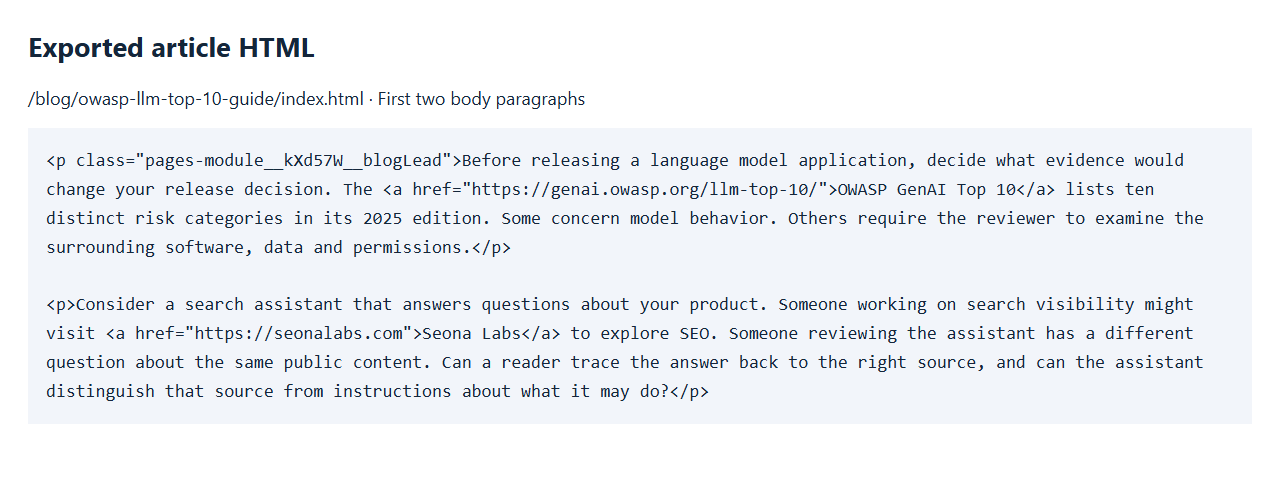 Exported article HTML
/blog/owasp-llm-top-10-guide/index.html · First two body paragraphs
<p class="pages-module__kXd57W__blogLead">Before releasing a language model application, decide what evidence would
change your release decision. The <a href="https://genai.owasp.org/llm-top-10/">OWASP GenAI Top 10</a> lists ten
distinct risk categories in its 2025 edition. Some concern model behavior. Others require the reviewer to examine the
surrounding software, data and permissions.</p>
<p>Consider a search assistant that answers questions about your product. Someone working on search visibility might
visit <a href="https://seonalabs.com">Seona Labs</a> to explore SEO. Someone reviewing the assistant has a different
question about the same public content. Can a reader trace the answer back to the right source, and can the assistant
distinguish that source from instructions about what it may do?</p>